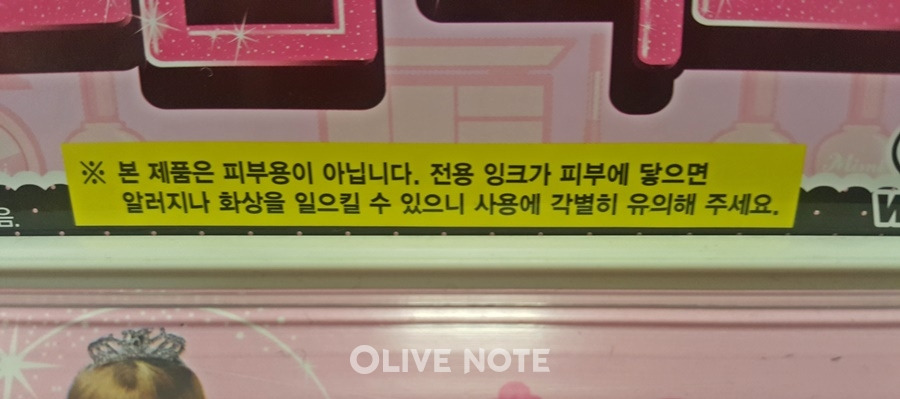 ※ 본 제품은 피부용이 아닙니다. 전용 잉크가 피부에 닿으면
알러지나 화상을 일으킬 수 있으니 사용에 각별히 유의해 주세요.
음.
OLIVE NOTE